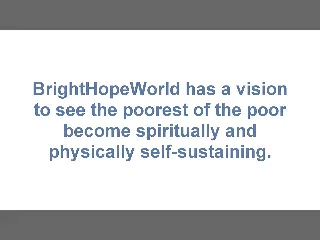 BrightHopeWorld has a vision
to see the poorest of the poor
become spiritually and
physically self-sustaining.